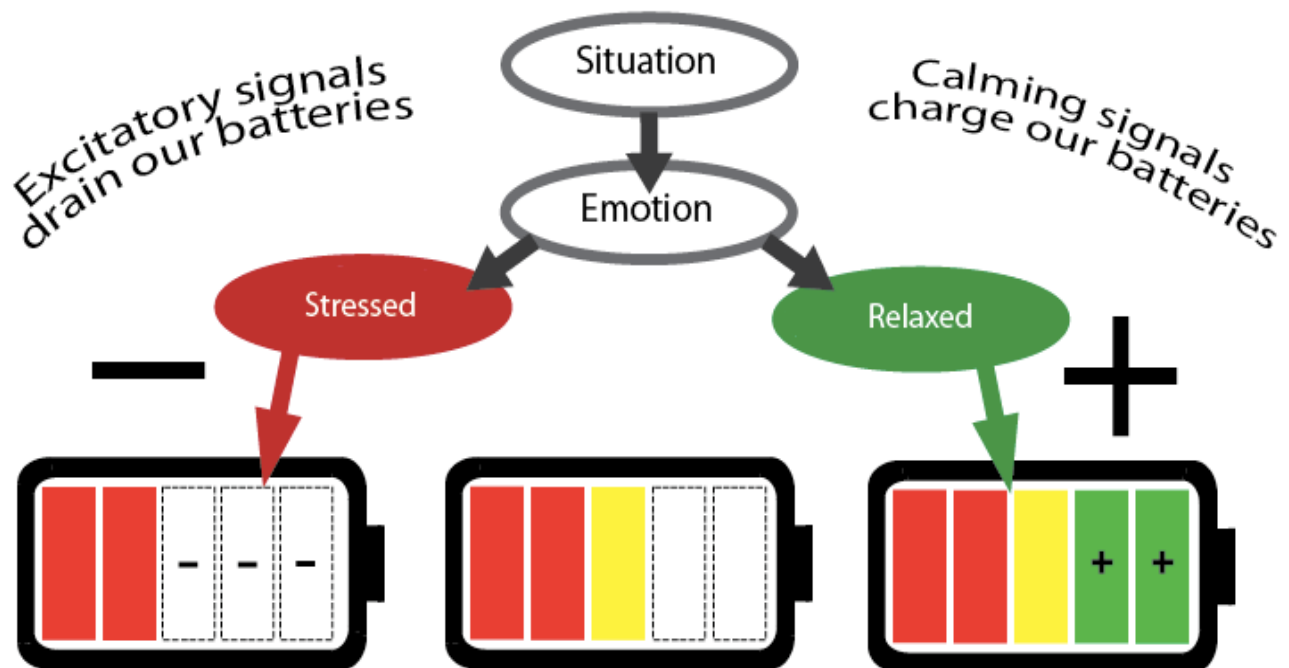 Situation
Excitatory signals
drain our batteries
Calming signals
charge our batteries
Emotion
Stressed
Relaxed
–
+
- - -
+ +